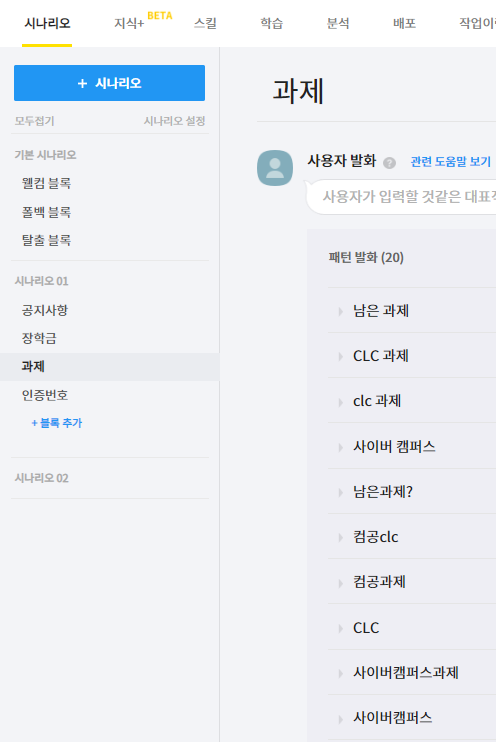 시나리오 지식+ BETA 스킬 학습 분석 배포
+ 시나리오
모두접기 시나리오 설정
기본 시나리오
웰컴 블록
폴백 블록
탈출 블록
시나리오 01
공지사항
장학금
과제
인증번호
+ 블록 추가
시나리오 02
과제
사용자 발화 ? 관련 도움말 보기
사용자가 입력할 것같은 대표적
패턴 발화 (20)
남은 과제
CLC 과제
clc 과제
사이버 캠퍼스
남은과제?
컴공clc
컴공과제
CLC
사이버캠퍼스과제
사이버캠퍼스